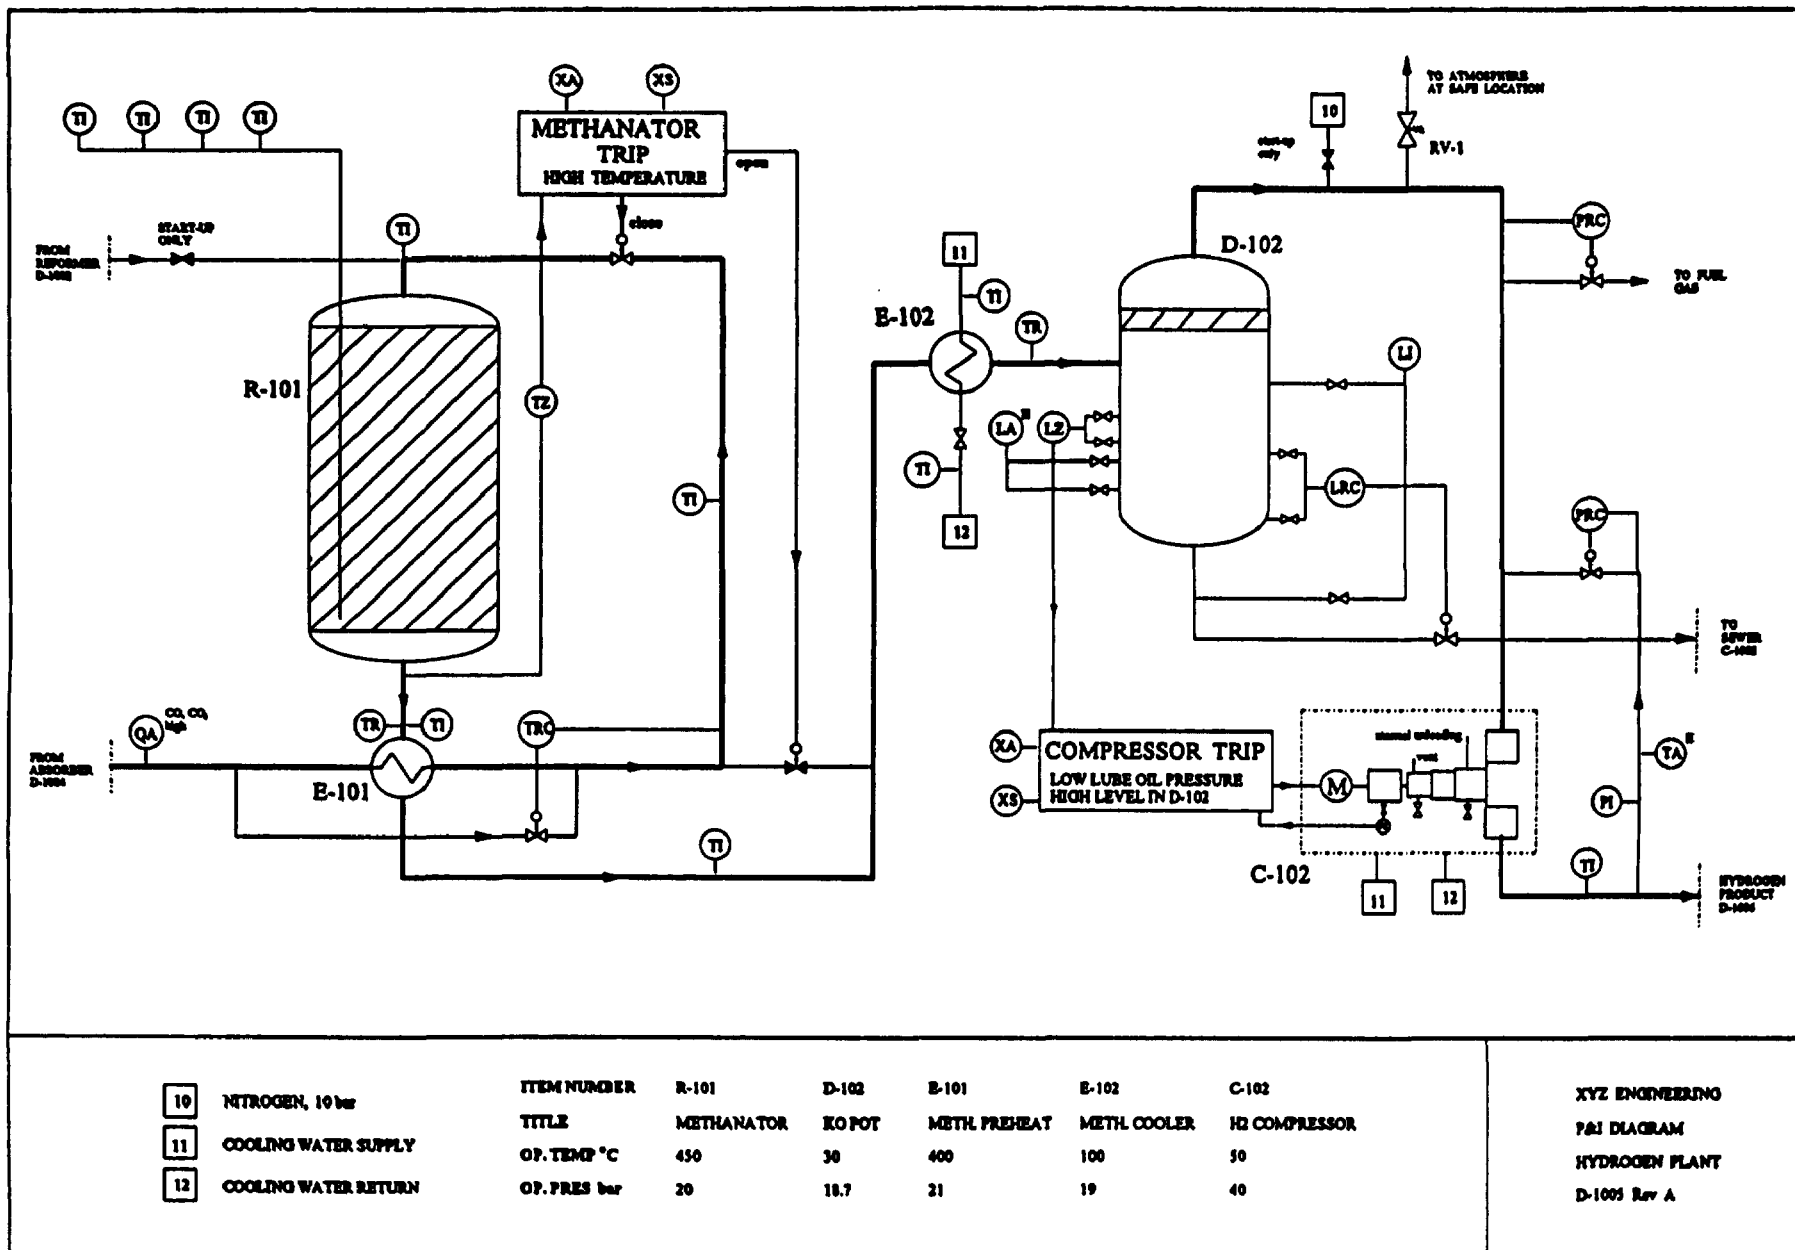 XA
XS
TI
TI
TI
TI
METHANATOR
TRIP
HIGH TEMPERATURE
open
close
10
start-up
only
TO ATMOSPHERE
AT SAFE LOCATION
RV-1
START-UP
ONLY
FROM
REFORMER
TI
11
TI
E-102
TR
D-102
PRC
TO FUEL
GAS
LI
R-101
TZ
LA
H
LZ
TI
LRC
12
TI
PRC
TO
SEWER
QA
CO, CO2
high
TR
TI
TRC
FROM
ABSORBER
E-101
TI
XA
XS
COMPRESSOR TRIP
LOW LUBE OIL PRESSURE
HIGH LEVEL IN D-102
M
vent
C-102
11
12
TI
PI
TA
H
HYDROGEN
PRODUCT
10 NITROGEN, 10 bar
11 COOLING WATER SUPPLY
12 COOLING WATER RETURN
ITEM NUMBER R-101 D-102 E-101 E-102 C-102
TITLE METHANATOR KO POT METH. PREHEAT METH. COOLER H2 COMPRESSOR
OP. TEMP °C 450 30 400 100 50
OP. PRES bar 20 18.7 21 19 40
XYZ ENGINEERING
P&I DIAGRAM
HYDROGEN PLANT
D-1005 Rev A